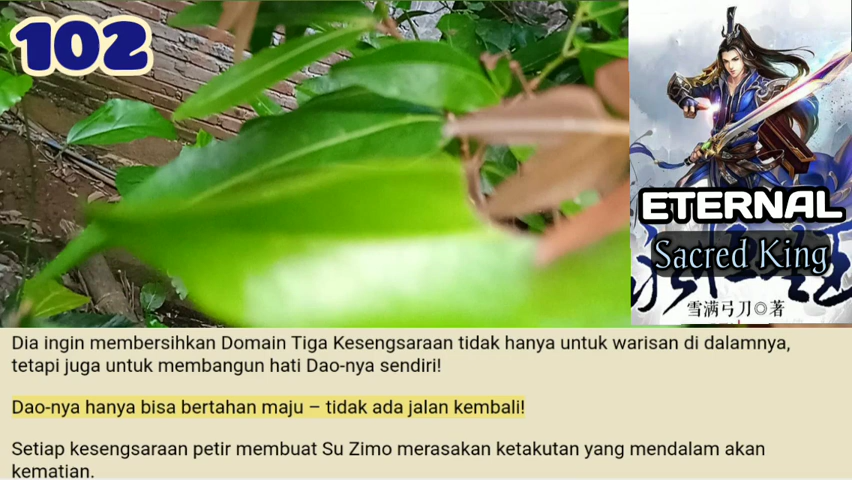 102
ETERNAL
Sacred King
雪满弓刀◎著
Dia ingin membersihkan Domain Tiga Kesengsaraan tidak hanya untuk warisan di dalamnya,
tetapi juga untuk membangun hati Dao-nya sendiri!
Dao-nya hanya bisa bertahan maju – tidak ada jalan kembali!
Setiap kesengsaraan petir membuat Su Zimo merasakan ketakutan yang mendalam akan
kematian.